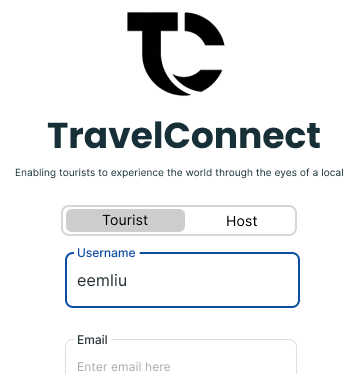 TC
TravelConnect
Enabling tourists to experience the world through the eyes of a local
Tourist Host
Username
eemliu
Email
Enter email here